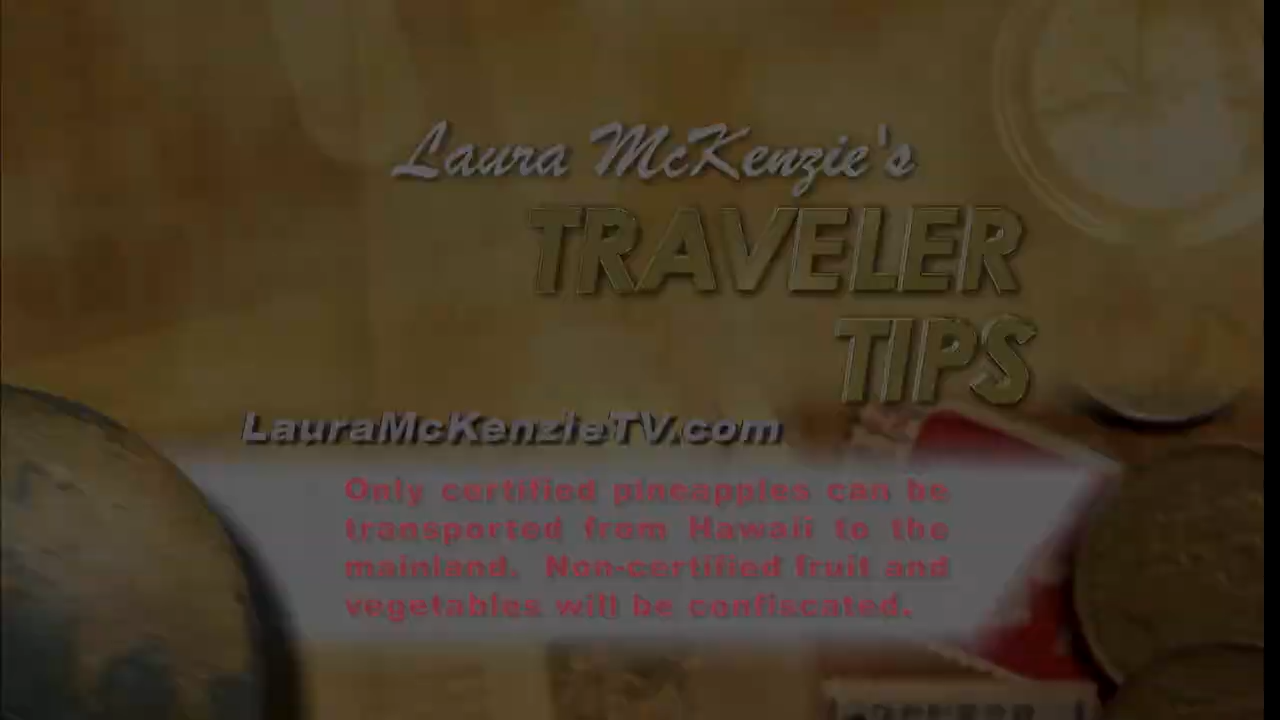 Laura McKenzie's
TRAVELER
TIPS
LauraMcKenzieTV.com
Only certified pineapples can be
transported from Hawaii to the
mainland. Non-certified fruit and
vegetables will be confiscated.